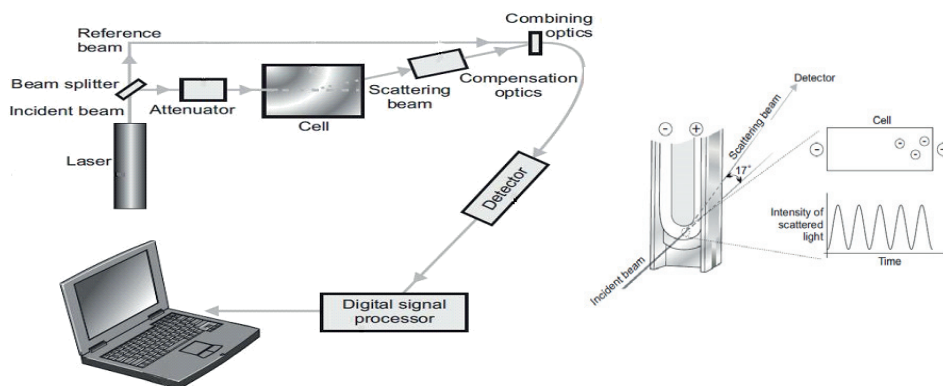 Reference
beam
Combining
optics
Beam splitter
Incident beam
Attenuator
Cell
Scattering
beam
Compensation
optics
Laser
Detector
Digital signal
processor
Detector
Scattering beam
17°
Incident beam
- +
Cell
- - - - -
Intensity of
scattered
light
Time